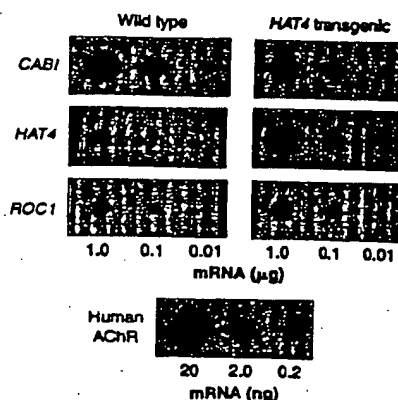 Wild type HAT4 transgenic
CAB1
HAT4
ROC1
1.0 0.1 0.01 1.0 0.1 0.01
mRNA (μg)
Human
AChR
20 2.0 0.2
mRNA (ng)